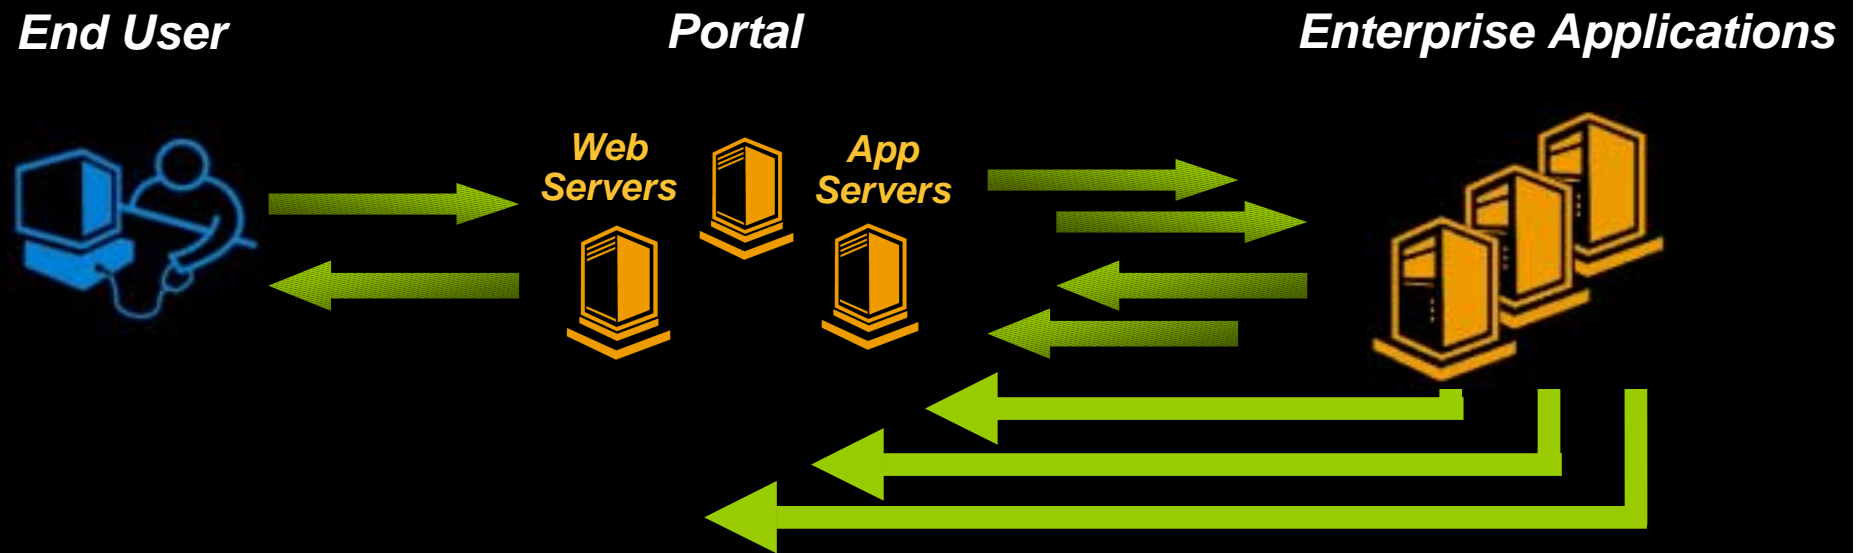 End User
Portal
Enterprise Applications
Web
Servers
App
Servers